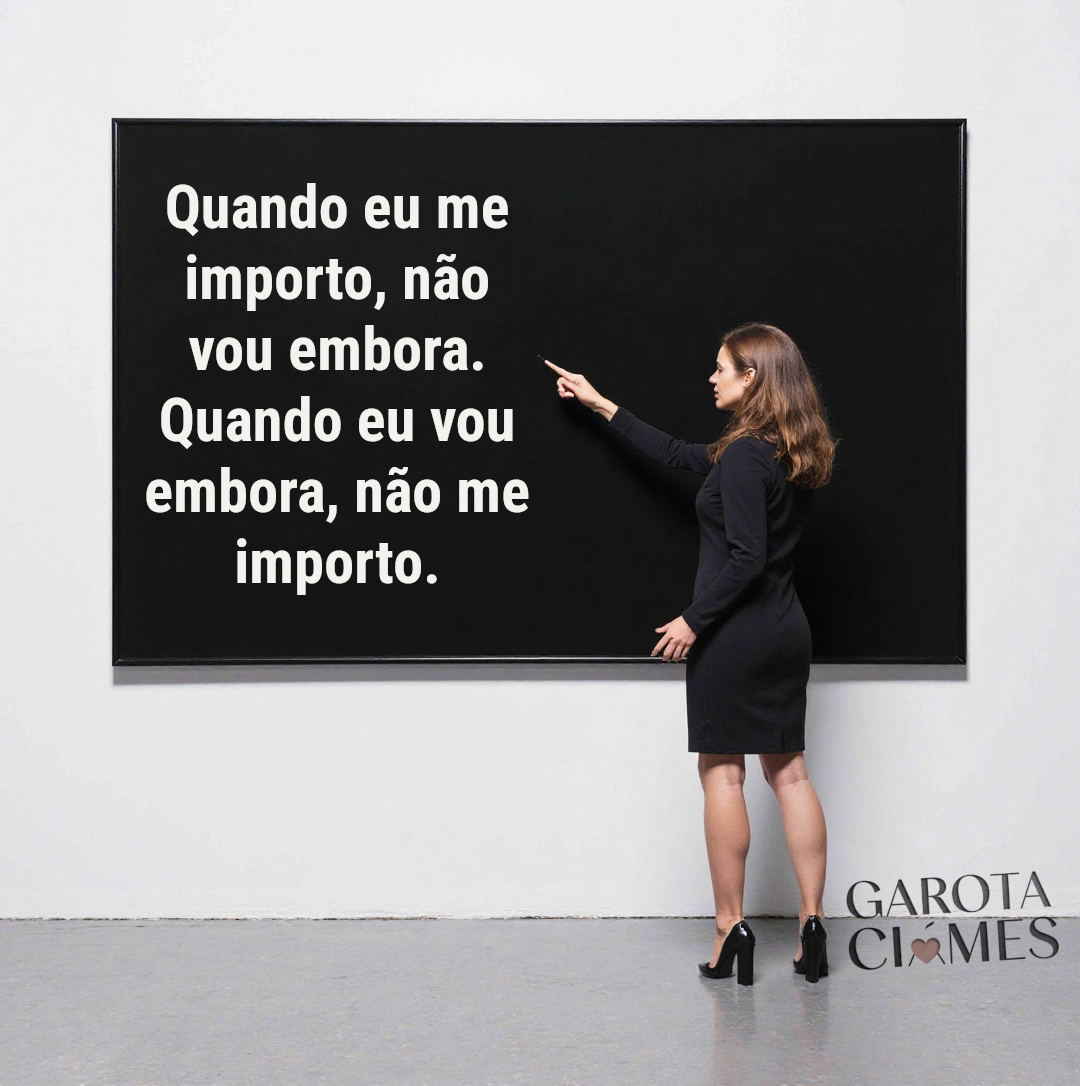 Quando eu me
importo, não
vou embora.
Quando eu vou
embora, não me
importo.
GAROTA
CIÚMES